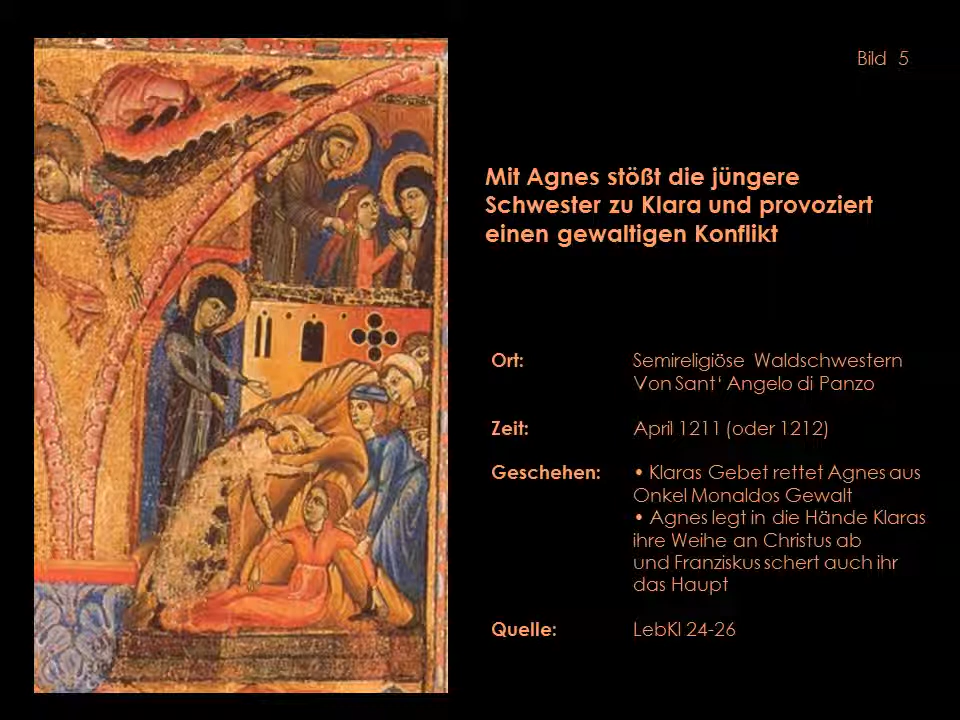 Bild 5
Mit Agnes stößt die jüngere
Schwester zu Klara und provoziert
einen gewaltigen Konflikt
Ort: Semireligiöse Waldschwestern
Von Sant‘ Angelo di Panzo
Zeit: April 1211 (oder 1212)
Geschehen: • Klaras Gebet rettet Agnes aus
Onkel Monaldos Gewalt
• Agnes legt in die Hände Klaras
ihre Weihe an Christus ab
und Franziskus schert auch ihr
das Haupt
Quelle: LebKl 24-26